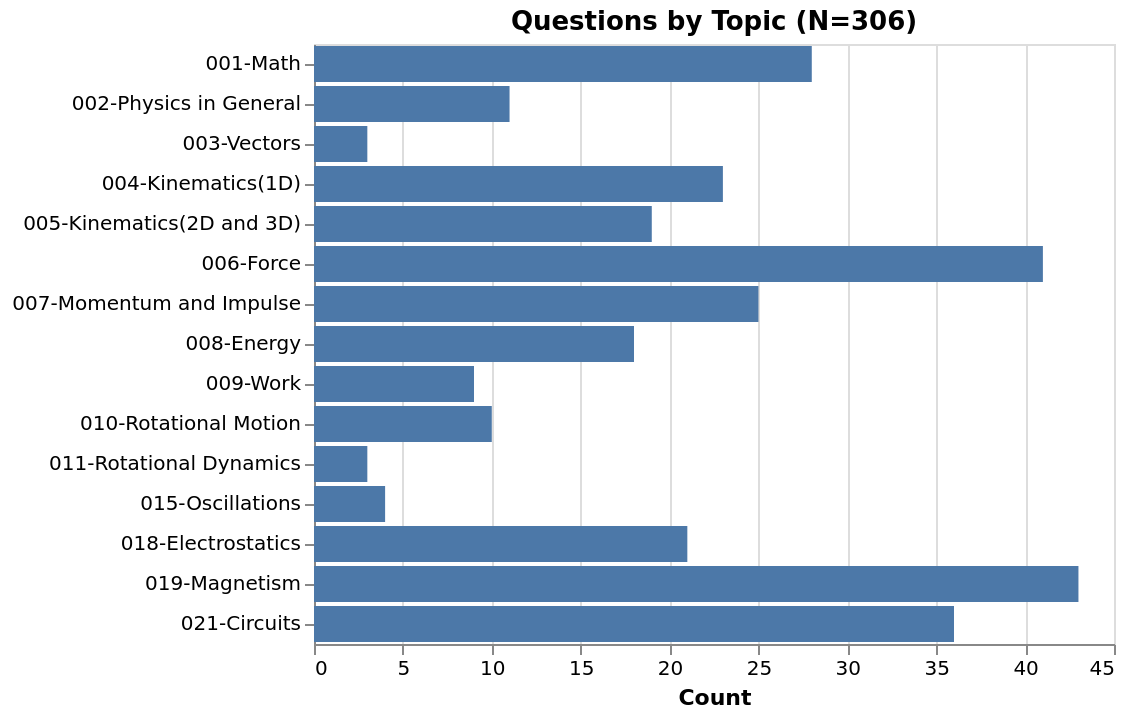 Questions by Topic (N=306)
001-Math
002-Physics in General
003-Vectors
004-Kinematics(1D)
005-Kinematics(2D and 3D)
006-Force
007-Momentum and Impulse
008-Energy
009-Work
010-Rotational Motion
011-Rotational Dynamics
015-Oscillations
018-Electrostatics
019-Magnetism
021-Circuits
0 5 10 15 20 25 30 35 40 45
Count